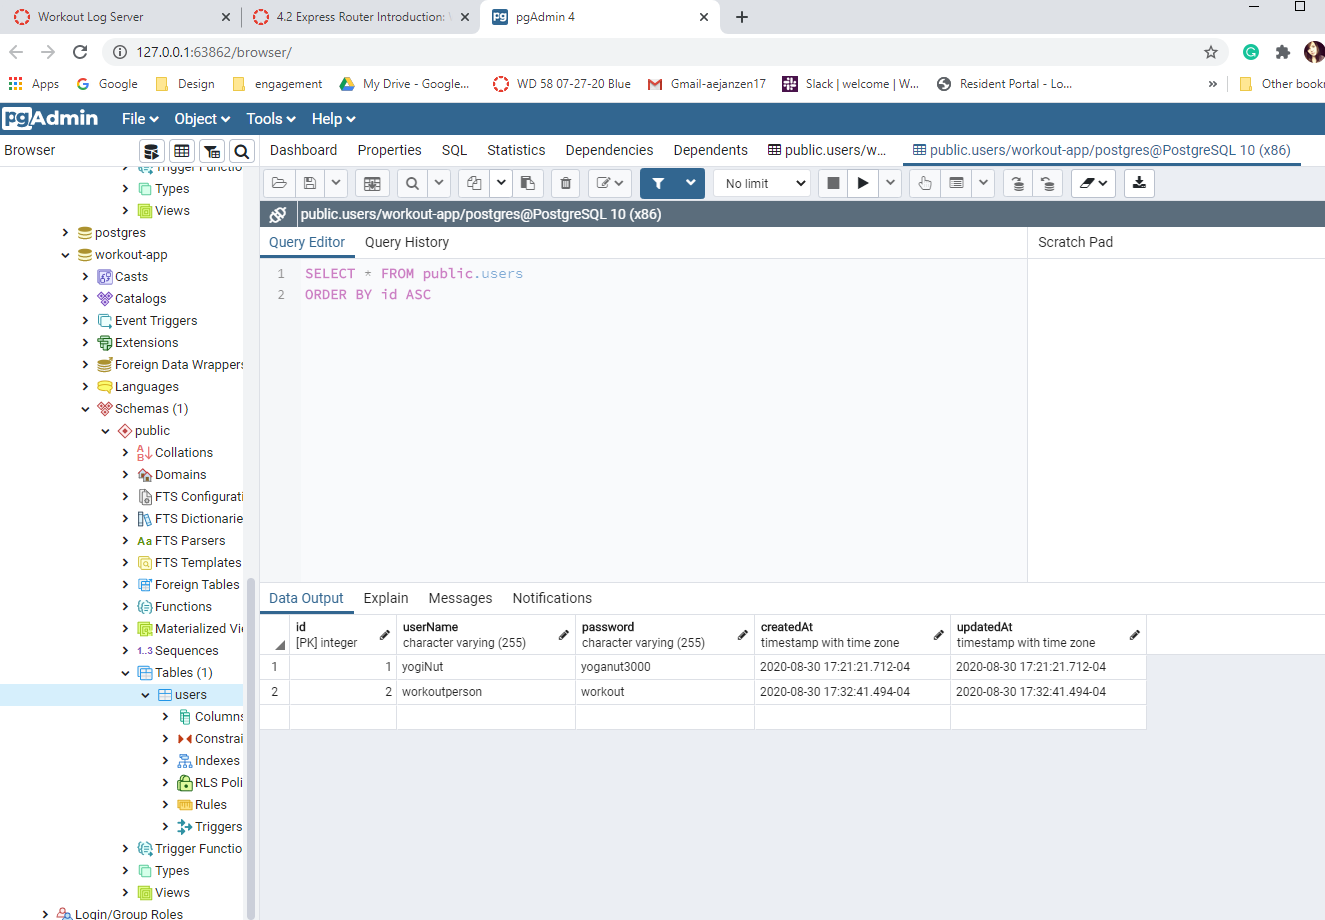 Workout Log Server
4.2 Express Router Introduction:
pgAdmin 4
127.0.0.1:63862/browser/
Apps
Google
Design
engagement
My Drive - Google...
WD 58 07-27-20 Blue
Gmail-aejanzen17
Slack | welcome | W...
Resident Portal - Lo...
»
Other bookr
pgAdmin
File
Object
Tools
Help
Browser
Dashboard
Properties
SQL
Statistics
Dependencies
Dependents
public.users/w...
public.users/workout-app/postgres@PostgreSQL 10 (x86)
No limit
public.users/workout-app/postgres@PostgreSQL 10 (x86)
Trigger Functio
Types
Views
postgres
workout-app
Casts
Catalogs
Event Triggers
Extensions
Foreign Data Wrappers
Languages
Schemas (1)
public
Collations
Domains
FTS Configurati
FTS Dictionarie
Aa FTS Parsers
FTS Templates
Foreign Tables
Functions
Materialized Vi
1..3 Sequences
Tables (1)
users
Columns
Constrai
Indexes
RLS Poli
Rules
Triggers
Trigger Functio
Types
Views
Login/Group Roles
Query Editor
Query History
Scratch Pad
1 SELECT * FROM public.users
2 ORDER BY id ASC
Data Output
Explain
Messages
Notifications
id userName password createdAt updatedAt
[PK] integer character varying (255) character varying (255) timestamp with time zone timestamp with time zone
1 1 yogiNut yoganut3000 2020-08-30 17:21:21.712-04 2020-08-30 17:21:21.712-04
2 2 workoutperson workout 2020-08-30 17:32:41.494-04 2020-08-30 17:32:41.494-04